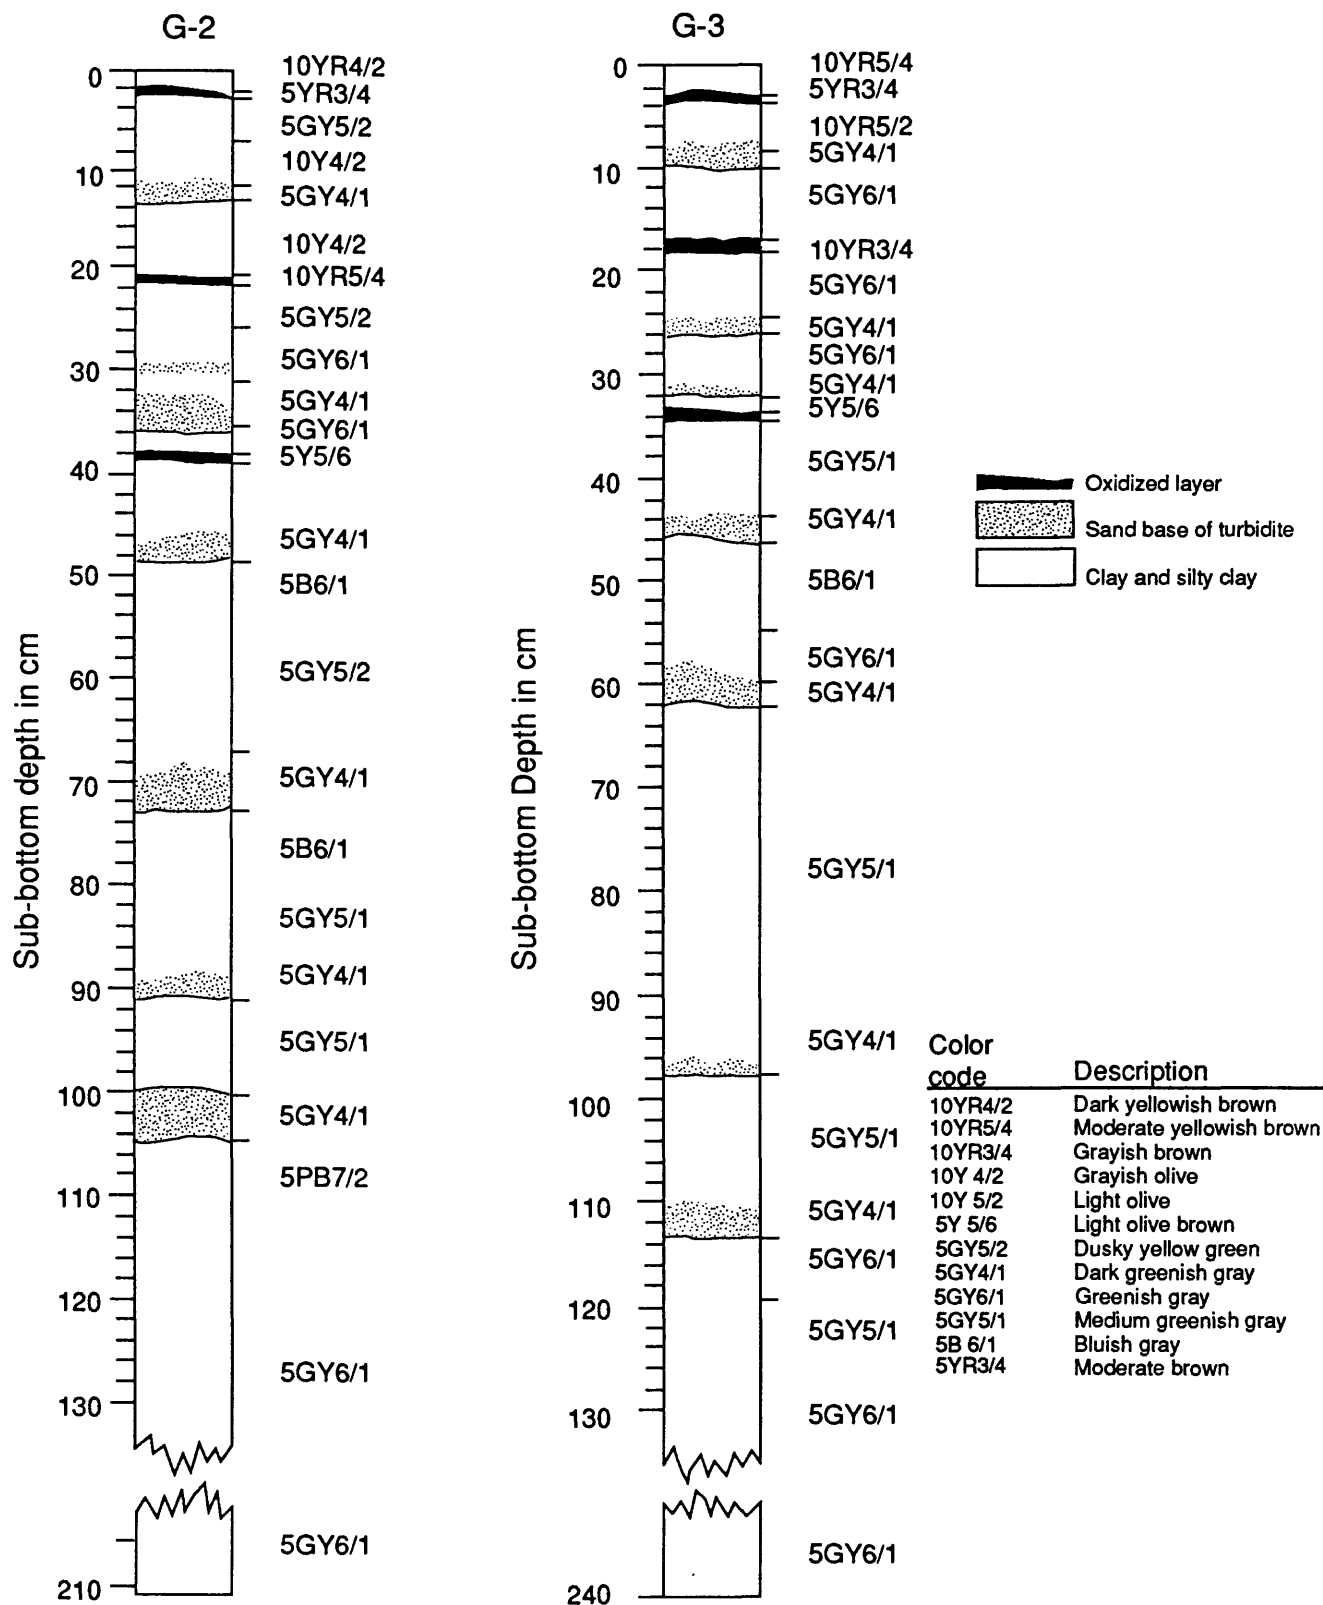 G-2
Sub-bottom depth in cm
0
10
20
30
40
50
60
70
80
90
100
110
120
130
210
10YR4/2
5YR3/4
5GY5/2
10Y4/2
5GY4/1
10Y4/2
10YR5/4
5GY5/2
5GY6/1
5GY4/1
5GY6/1
5Y5/6
5GY4/1
5B6/1
5GY5/2
5GY4/1
5B6/1
5GY5/1
5GY4/1
5GY5/1
5GY4/1
5PB7/2
5GY6/1
5GY6/1
G-3
Sub-bottom Depth in cm
0
10
20
30
40
50
60
70
80
90
100
110
120
130
240
10YR5/4
5YR3/4
10YR5/2
5GY4/1
5GY6/1
10YR3/4
5GY6/1
5GY4/1
5GY6/1
5GY4/1
5Y5/6
5GY5/1
5GY4/1
5B6/1
5GY6/1
5GY4/1
5GY5/1
5GY4/1
5GY5/1
5GY4/1
5GY6/1
5GY5/1
5GY6/1
5GY6/1
Oxidized layer
Sand base of turbidite
Clay and silty clay
Color code Description
10YR4/2 Dark yellowish brown
10YR5/4 Moderate yellowish brown
10YR3/4 Grayish brown
10Y 4/2 Grayish olive
10Y 5/2 Light olive
5Y 5/6 Light olive brown
5GY5/2 Dusky yellow green
5GY4/1 Dark greenish gray
5GY6/1 Greenish gray
5GY5/1 Medium greenish gray
5B 6/1 Bluish gray
5YR3/4 Moderate brown